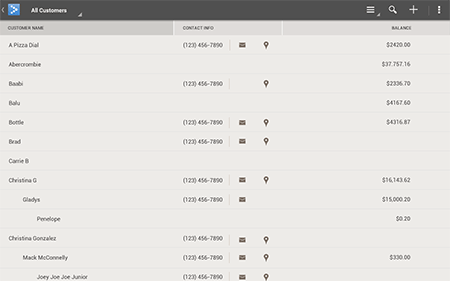 All Customers
CUSTOMER NAME CONTACT INFO BALANCE
A Pizza Dial (123) 456-7890 $2420.00
Abercrombie $37.757.16
Baabi (123) 456-7890 $2336.70
Balu $4167.60
Bottle (123) 456-7890 $4316.87
Brad (123) 456-7890
Carrie B
Christina G (123) 456-7890 $16,143.62
Gladys (123) 456-7890 $15,000.20
Penelope $0.20
Christina Gonzalez (123) 456-7890
Mack McConnelly (123) 456-7890 $330.00
Joey Joe Joe Junior (123) 456-7890